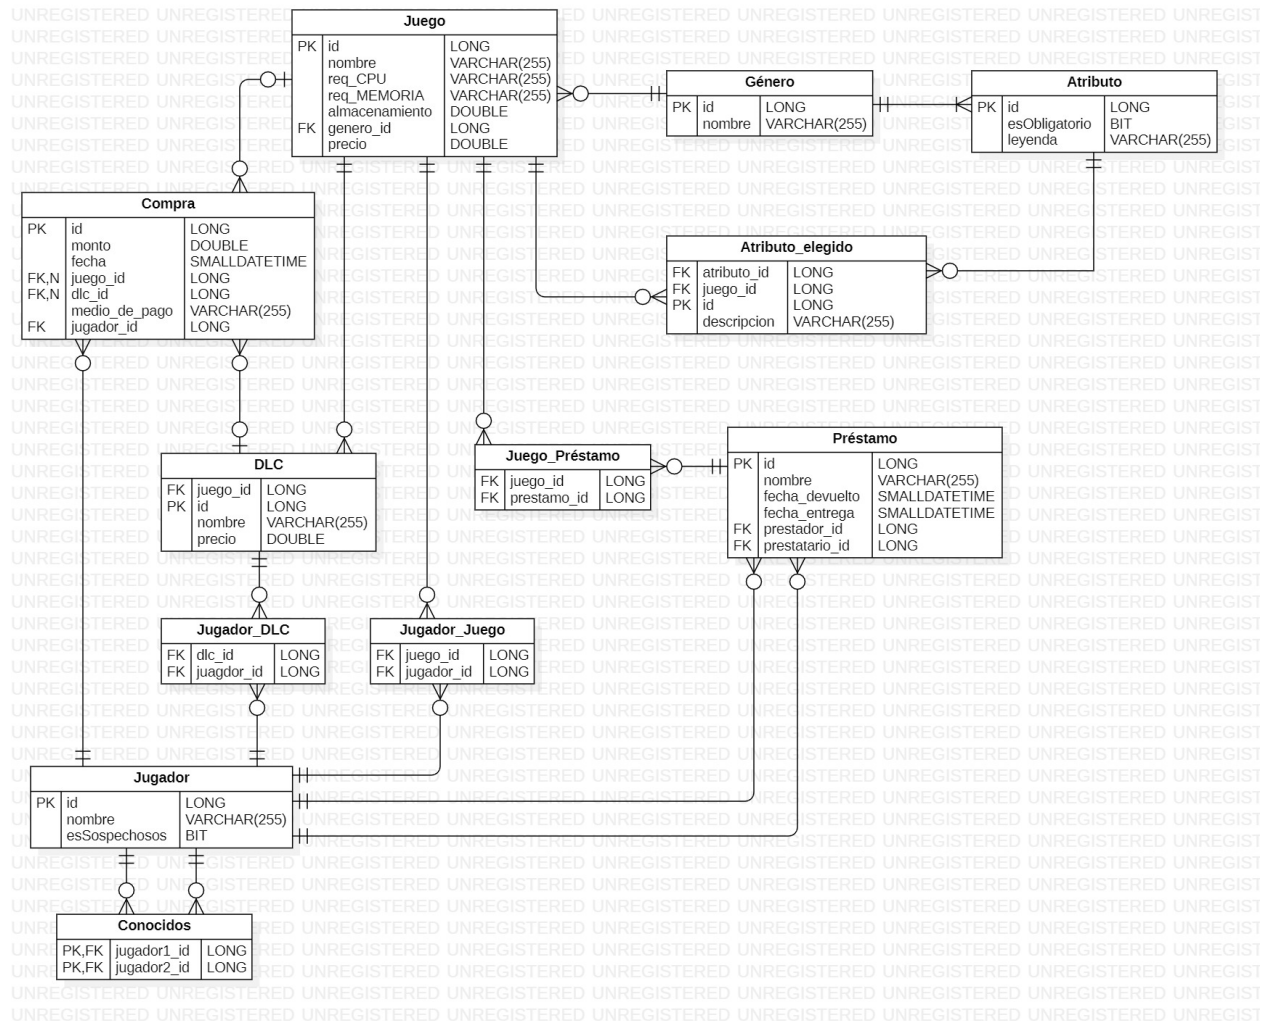 Juego
PK id LONG
nombre VARCHAR(255)
req_CPU VARCHAR(255)
req_MEMORIA VARCHAR(255)
almacenamiento DOUBLE
FK genero_id LONG
precio DOUBLE
Género
PK id LONG
nombre VARCHAR(255)
Atributo
PK id LONG
esObligatorio BIT
leyenda VARCHAR(255)
Compra
PK id LONG
monto DOUBLE
fecha SMALLDATETIME
FK,N juego_id LONG
FK,N dlc_id LONG
medio_de_pago VARCHAR(255)
FK jugador_id LONG
Atributo_elegido
FK atributo_id LONG
FK juego_id LONG
PK id LONG
descripcion VARCHAR(255)
DLC
FK juego_id LONG
PK id LONG
nombre VARCHAR(255)
precio DOUBLE
Juego_Préstamo
FK juego_id LONG
FK prestamo_id LONG
Préstamo
PK id LONG
nombre VARCHAR(255)
fecha_devuelto SMALLDATETIME
fecha_entrega SMALLDATETIME
FK prestador_id LONG
FK prestatario_id LONG
Jugador_DLC
FK dlc_id LONG
FK juagdor_id LONG
Jugador_Juego
FK juego_id LONG
FK jugador_id LONG
Jugador
PK id LONG
nombre VARCHAR(255)
esSospechosos BIT
Conocidos
PK,FK jugador1_id LONG
PK,FK jugador2_id LONG
UNREGISTERED